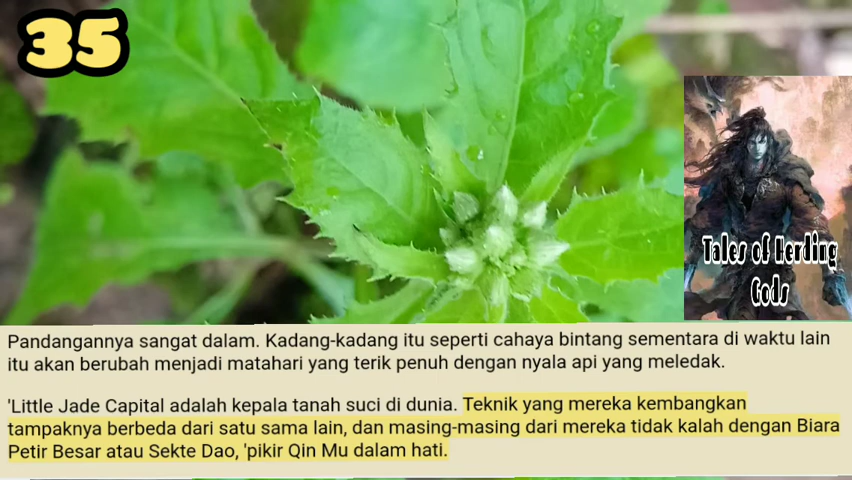 35
Tales of Herding
Gods
Pandangannya sangat dalam. Kadang-kadang itu seperti cahaya bintang sementara di waktu lain
itu akan berubah menjadi matahari yang terik penuh dengan nyala api yang meledak.
'Little Jade Capital adalah kepala tanah suci di dunia. Teknik yang mereka kembangkan
tampaknya berbeda dari satu sama lain, dan masing-masing dari mereka tidak kalah dengan Biara
Petir Besar atau Sekte Dao, 'pikir Qin Mu dalam hati.